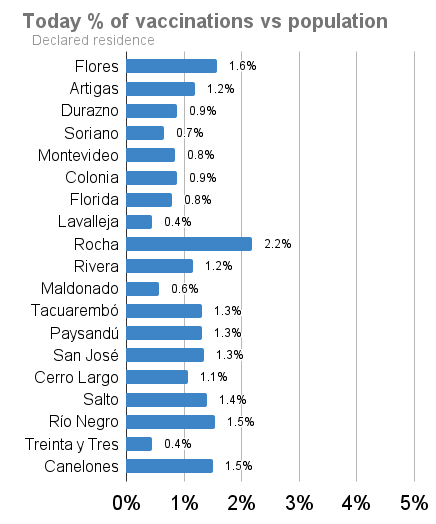 Today % of vaccinations vs population
Declared residence
Flores 1.6%
Artigas 1.2%
Durazno 0.9%
Soriano 0.7%
Montevideo 0.8%
Colonia 0.9%
Florida 0.8%
Lavalleja 0.4%
Rocha 2.2%
Rivera 1.2%
Maldonado 0.6%
Tacuarembó 1.3%
Paysandú 1.3%
San José 1.3%
Cerro Largo 1.1%
Salto 1.4%
Río Negro 1.5%
Treinta y Tres 0.4%
Canelones 1.5%
0% 1% 2% 3% 4% 5%